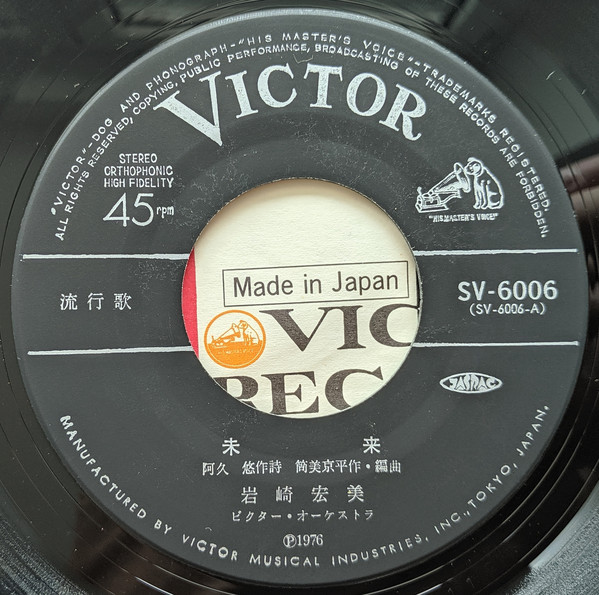 "VICTOR"-DOG AND PHONOGRAPH-"HIS MASTER'S VOICE"-TRADEMARKS REGISTERED.
ALL RIGHTS RESERVED, COPYING, PUBLIC PERFORMANCE, BROADCASTING OF THESE RECORDS ARE FORBIDDEN.
VICTOR
STEREO
ORTHOPHONIC
HIGH FIDELITY
45 rpm
"HIS MASTER'S VOICE"
流行歌
Made in Japan
SV-6006
(SV-6006-A)
VIC
REC
JASRAC
未 来
阿久 悠作詩 筒美京平作・編曲
岩崎宏美
ビクター・オーケストラ
Ⓟ1976
MANUFACTURED BY VICTOR MUSICAL INDUSTRIES, INC., TOKYO, JAPAN.